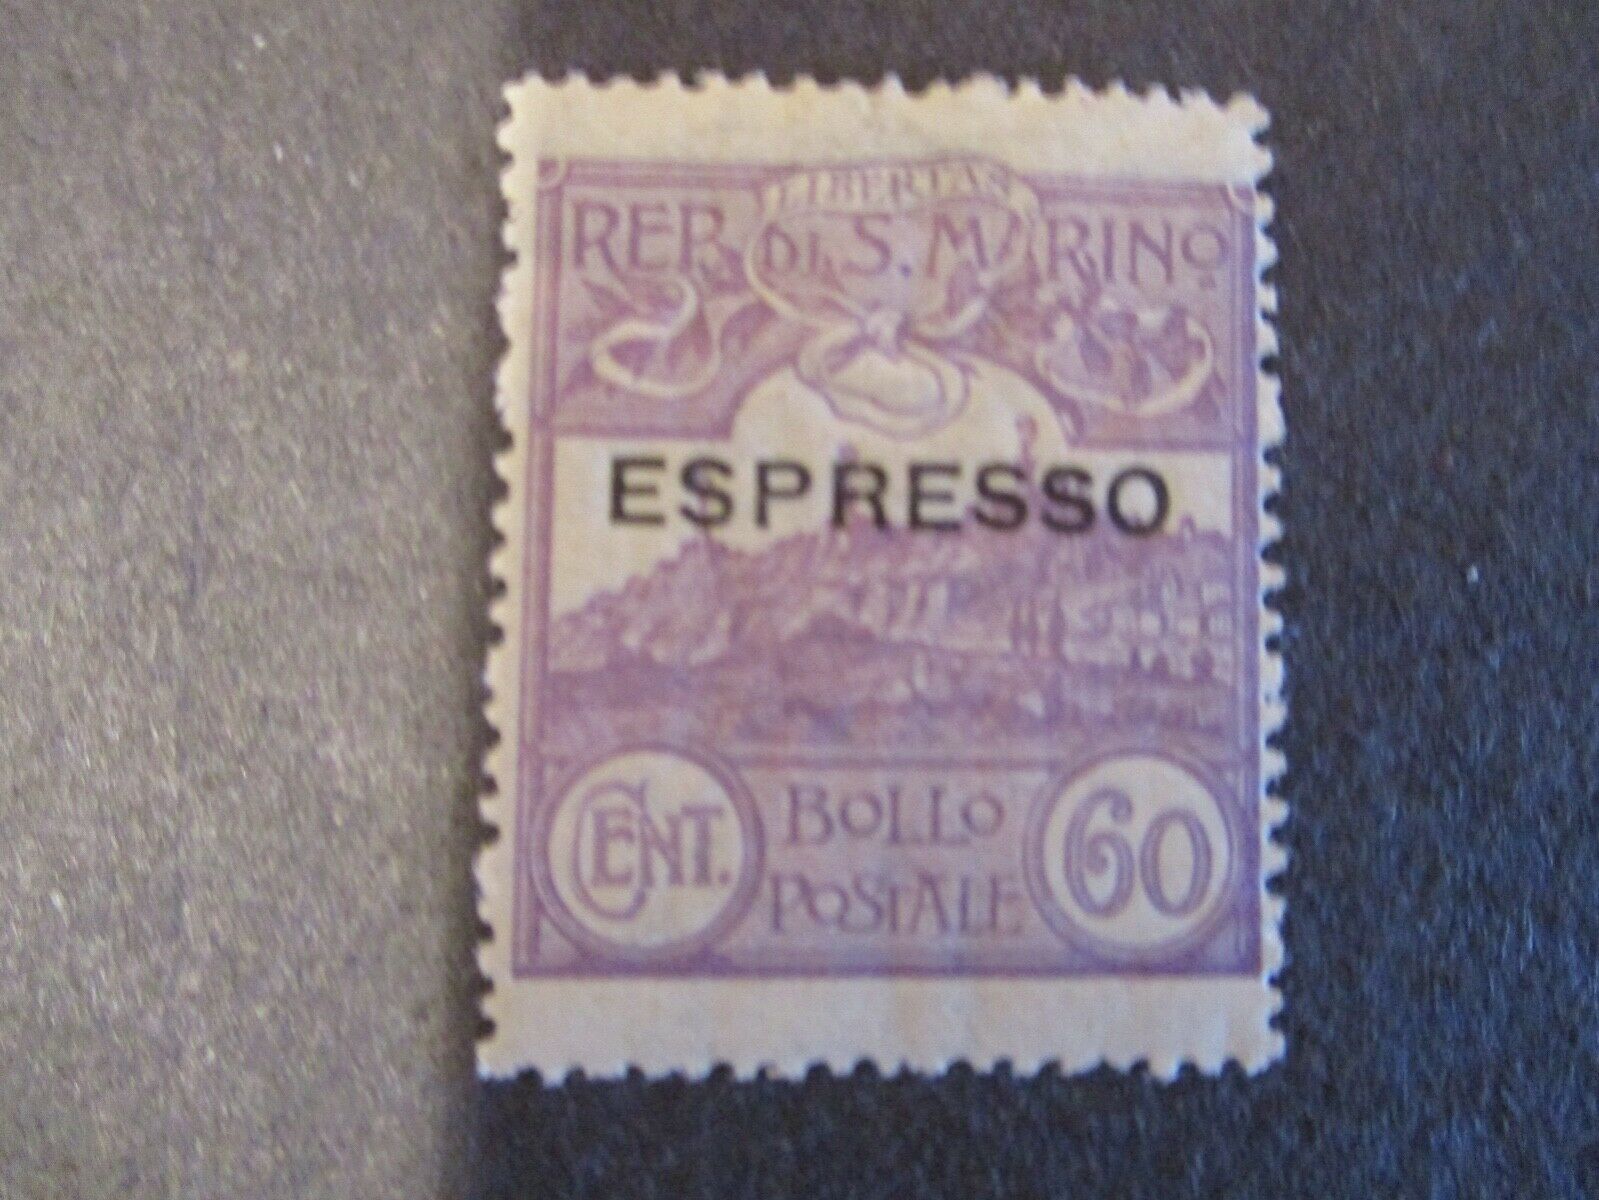 LIBERTAS
REP. DI S. MARINO
ESPRESSO
CENT.
BOLLO
POSTALE
60